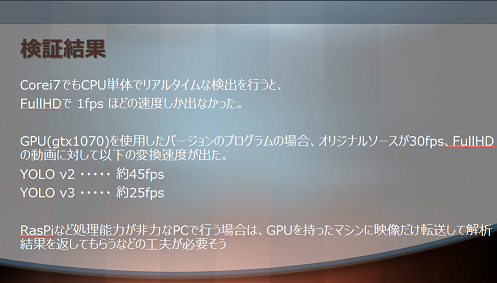 検証結果
Corei7でもCPU単体でリアルタイムな検出を行うと、
FullHDで 1fps ほどの速度しか出なかった。
GPU(gtx1070)を使用したバージョンのプログラムの場合、オリジナルソースが30fps、FullHD
の動画に対して以下の変換速度が出た。
YOLO v2 ・・・・・ 約45fps
YOLO v3 ・・・・・ 約25fps
RasPiなど処理能力が非力なPCで行う場合は、GPUを持ったマシンに映像だけ転送して解析
結果を返してもらうなどの工夫が必要そう